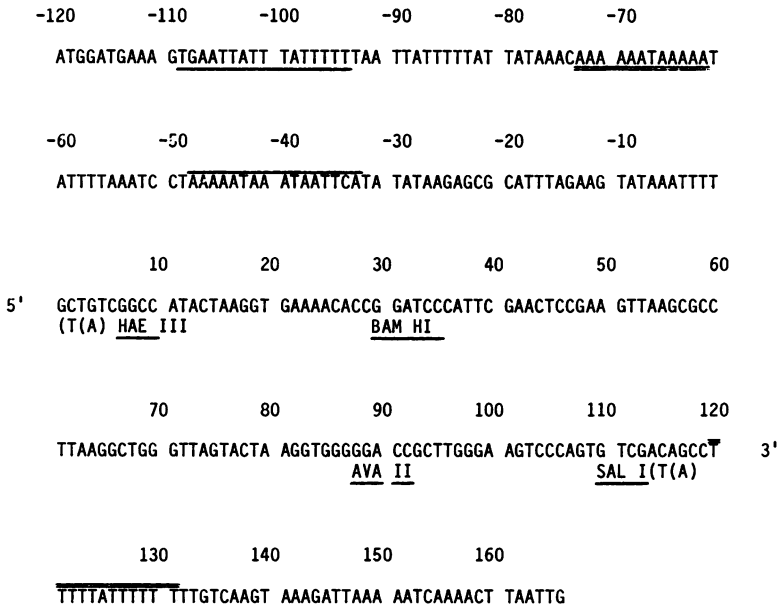 -120 -110 -100 -90 -80 -70
ATGGATGAAA GTGAATTATT TATTTTTTAA TTATTTTTAT TATAAACAAA AAATAAAAAT
-60 -50 -40 -30 -20 -10
ATTTTAAATC CTAAAAATAA ATAATTCATA TATAAGAGCG CATTTAGAAG TATAAATTTT
10 20 30 40 50 60
5' GCTGTCGGCC ATACTAAGGT GAAAACACCG GATCCCATTC GAACTCCGAA GTTAAGCGCC
(T(A) HAE III BAM HI
70 80 90 100 110 120
TTAAGGCTGG GTTAGTACTA AGGTGGGGGA CCGCTTGGGA AGTCCCAGTG TCGACAGCCT 3'
AVA II SAL I(T(A)
130 140 150 160
TTTTATTTTT TTTGTCAAGT AAAGATTAAA AATCAAAACT TAATTG